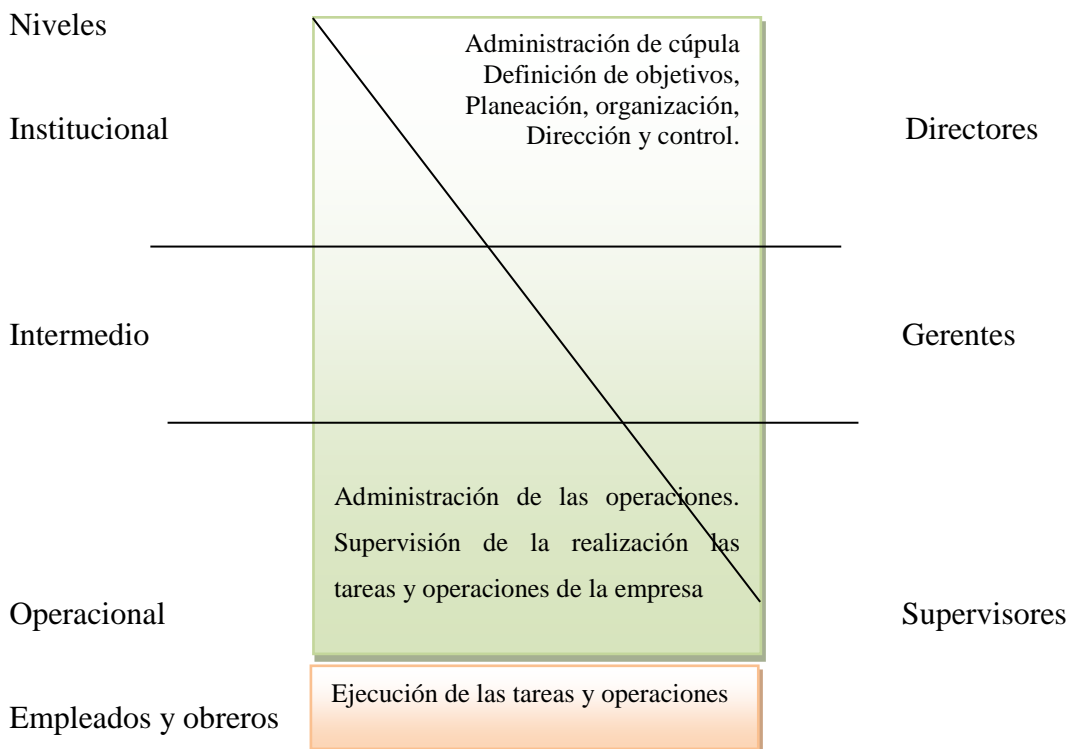 Niveles
Administración de cúpula
Definición de objetivos,
Planeación, organización,
Dirección y control.
Institucional
Directores
Intermedio
Gerentes
Administración de las operaciones.
Supervisión de la realización las
tareas y operaciones de la empresa
Operacional
Supervisores
Ejecución de las tareas y operaciones
Empleados y obreros